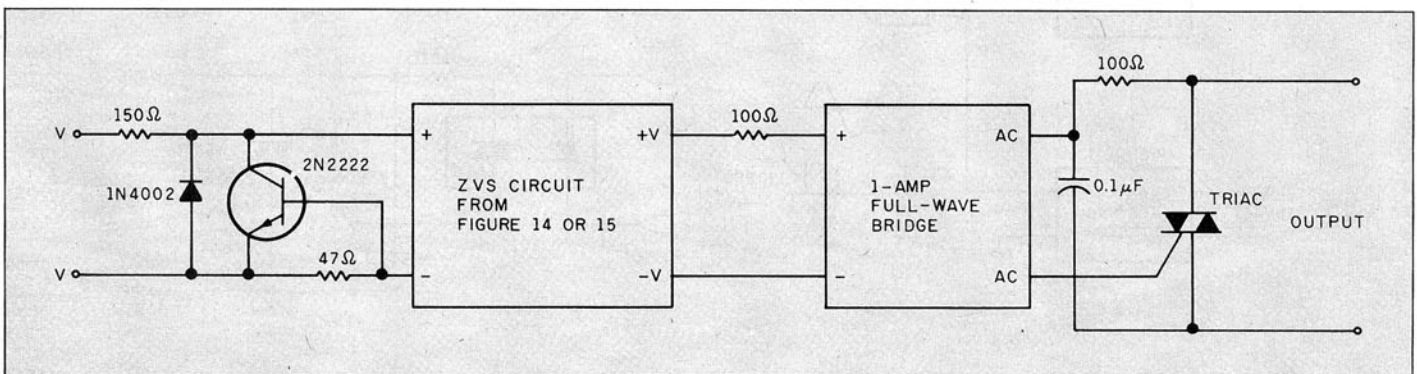 150Ω
V
1N4002
2N2222
V
47Ω
+
-
ZVS CIRCUIT
FROM
FIGURE 14 OR 15
+V
-V
100Ω
+
-
1-AMP
FULL-WAVE
BRIDGE
AC
AC
100Ω
0.1µF
TRIAC
OUTPUT